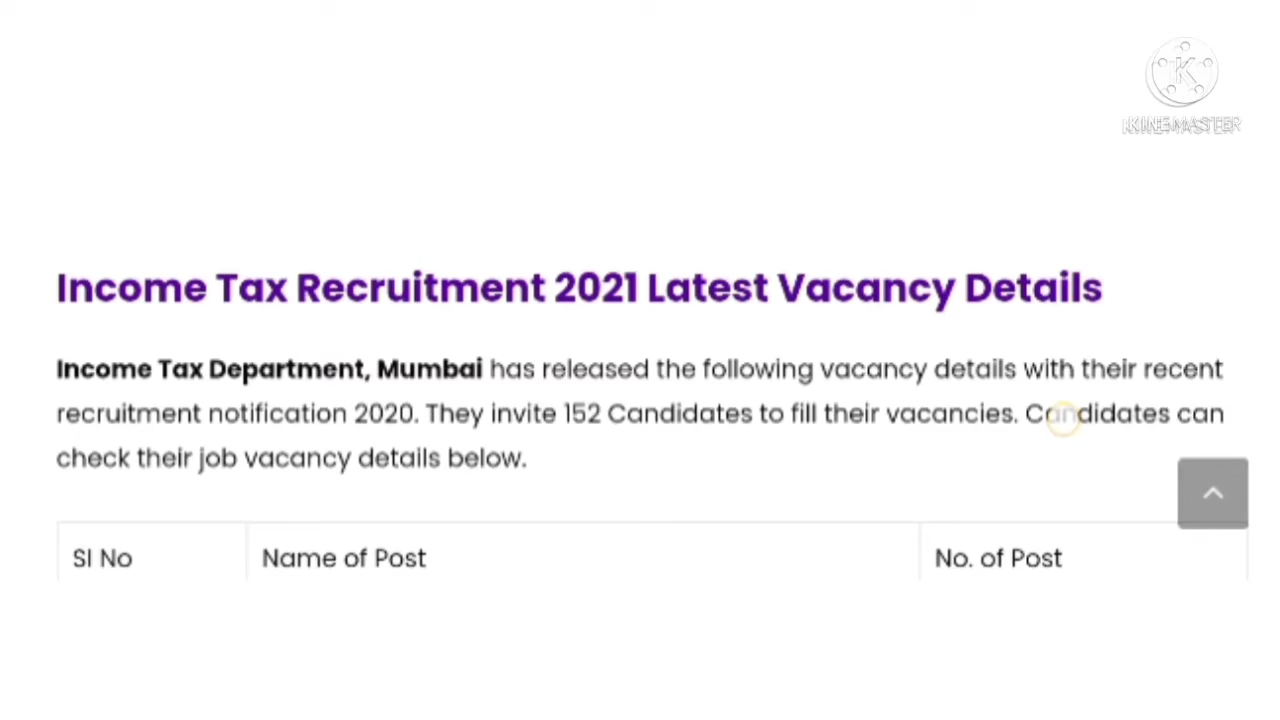 KINEMASTER
Income Tax Recruitment 2021 Latest Vacancy Details
Income Tax Department, Mumbai has released the following vacancy details with their recent
recruitment notification 2020. They invite 152 Candidates to fill their vacancies. Candidates can
check their job vacancy details below.
Sl No Name of Post No. of Post